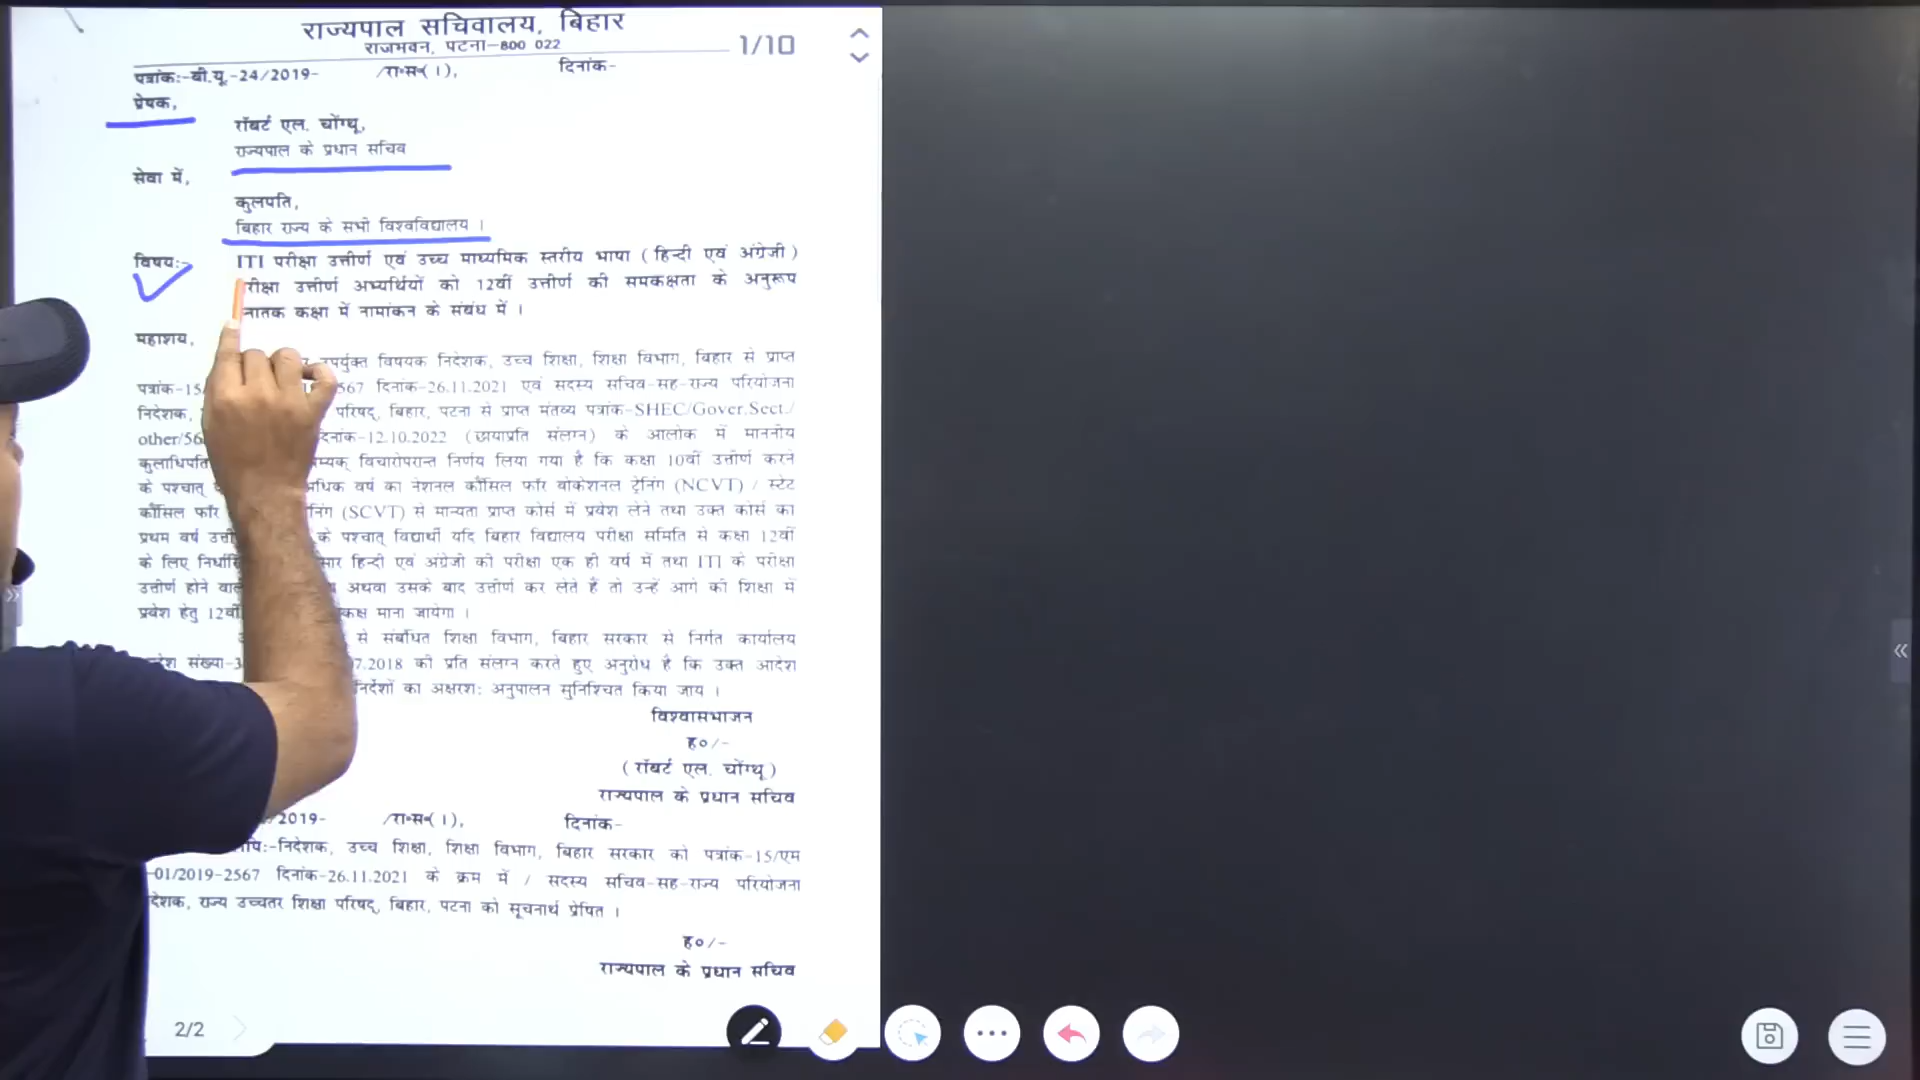 राज्यपाल सचिवालय, बिहार
राजभवन, पटना-800 022
1/10
पत्रांक:-बी.यू.-24/2019- /रा॰स॰(I), दिनांक-
प्रेषक,
रॉबर्ट एल. चोंग्थू,
राज्यपाल के प्रधान सचिव
सेवा में,
कुलपति,
बिहार राज्य के सभी विश्वविद्यालय ।
विषय:- ITI परीक्षा उत्तीर्ण एवं उच्च माध्यमिक स्तरीय भाषा (हिन्दी एवं अंग्रेजी)
रीक्षा उत्तीर्ण अभ्यर्थियों को 12वीं उत्तीर्ण की समकक्षता के अनुरूप
नातक कक्षा में नामांकन के संबंध में ।
महाशय,
उपर्युक्त विषयक निदेशक, उच्च शिक्षा, शिक्षा विभाग, बिहार से प्राप्त
पत्रांक-15/ 567 दिनांक-26.11.2021 एवं सदस्य सचिव-सह-राज्य परियोजना
निदेशक, परिषद्, बिहार, पटना से प्राप्त मंतव्य पत्रांक-SHEC/Gover.Sect./
other/56 दिनांक-12.10.2022 (छायाप्रति संलग्न) के आलोक में माननीय
कुलाधिपति म्यक् विचारोपरान्त निर्णय लिया गया है कि कक्षा 10वीं उत्तीर्ण करने
के पश्चात् अधिक वर्ष का नेशनल कौंसिल फॉर वोकेशनल ट्रेनिंग (NCVT) / स्टेट
कौंसिल फॉर निंग (SCVT) से मान्यता प्राप्त कोर्स में प्रवेश लेने तथा उक्त कोर्स का
प्रथम वर्ष उत्ती के पश्चात् विद्यार्थी यदि बिहार विद्यालय परीक्षा समिति से कक्षा 12वीं
के लिए निर्धारि सार हिन्दी एवं अंग्रेजी की परीक्षा एक ही वर्ष में तथा ITI के परीक्षा
उत्तीर्ण होने वाले अथवा उसके बाद उत्तीर्ण कर लेते हैं तो उन्हें आगे की शिक्षा में
प्रवेश हेतु 12वीं कक्ष माना जायेगा ।
से संबंधित शिक्षा विभाग, बिहार सरकार से निर्गत कार्यालय
देश संख्या-3 7.2018 की प्रति संलग्न करते हुए अनुरोध है कि उक्त आदेश
निर्देशों का अक्षरश: अनुपालन सुनिश्चित किया जाय ।
विश्वासभाजन
ह०/-
(रॉबर्ट एल. चोंग्थू)
राज्यपाल के प्रधान सचिव
/2019- /रा॰स॰(I), दिनांक-
पि:-निदेशक, उच्च शिक्षा, शिक्षा विभाग, बिहार सरकार को पत्रांक-15/एम
-01/2019-2567 दिनांक-26.11.2021 के क्रम में / सदस्य सचिव-सह-राज्य परियोजना
देशक, राज्य उच्चतर शिक्षा परिषद्, बिहार, पटना को सूचनार्थ प्रेषित ।
ह०/-
राज्यपाल के प्रधान सचिव
2/2